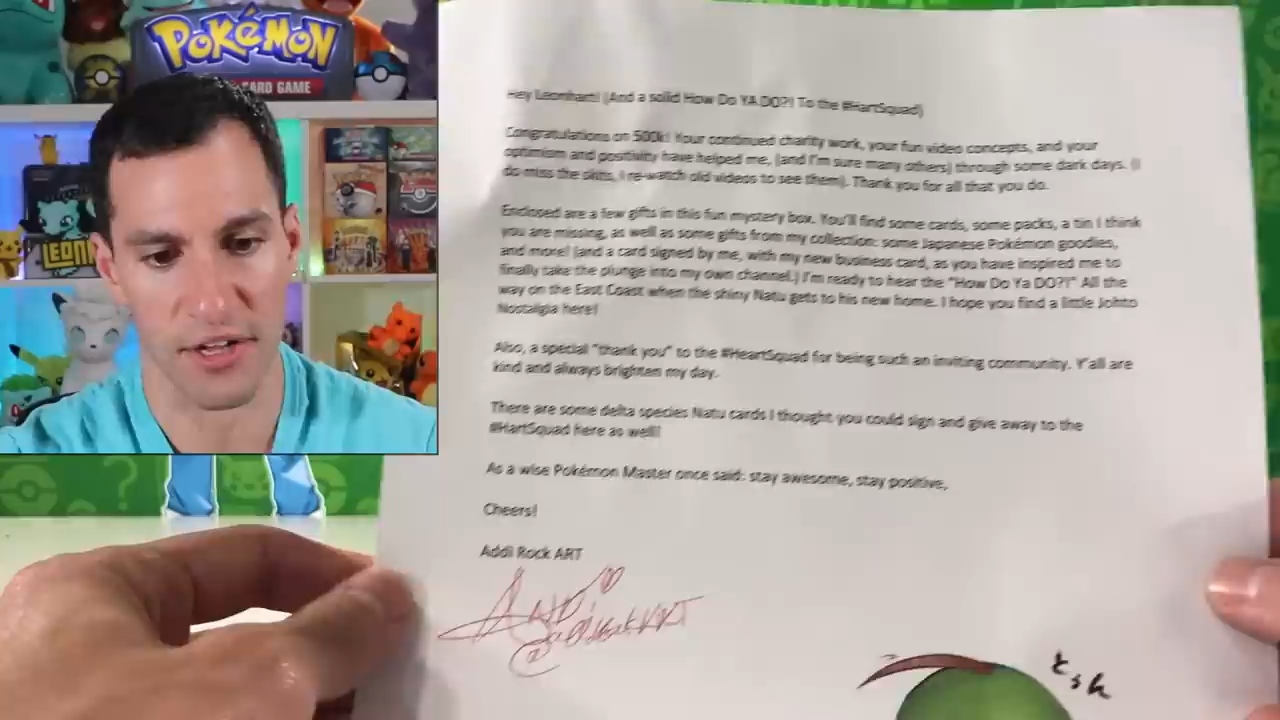 POKéMON
CARD GAME
LEON
Hey Leonhart! (And a solid How Do YA DO?! To the #HartSquad)
Congratulations on 500k! Your continued charity work, your fun video concepts, and your
optimism and positivity have helped me, (and I'm sure many others) through some dark days. (I
do miss the skits, I re-watch old videos to see them). Thank you for all that you do.
Enclosed are a few gifts in this fun mystery box. You'll find some cards, some packs, a tin I think
you are missing, as well as some gifts from my collection: some Japanese Pokémon goodies,
and more! (and a card signed by me, with my new business card, as you have inspired me to
finally take the plunge into my own channel.) I'm ready to hear the "How Do Ya DO?!" All the
way on the East Coast when the shiny Natu gets to his new home. I hope you find a little Johto
Nostalgia here!
Also, a special "thank you" to the #HeartSquad for being such an inviting community. Y'all are
kind and always brighten my day.
There are some delta species Natu cards I thought you could sign and give away to the
#HartSquad here as well!
As a wise Pokémon Master once said: stay awesome, stay positive,
Cheers!
Addi Rock ART
tsh